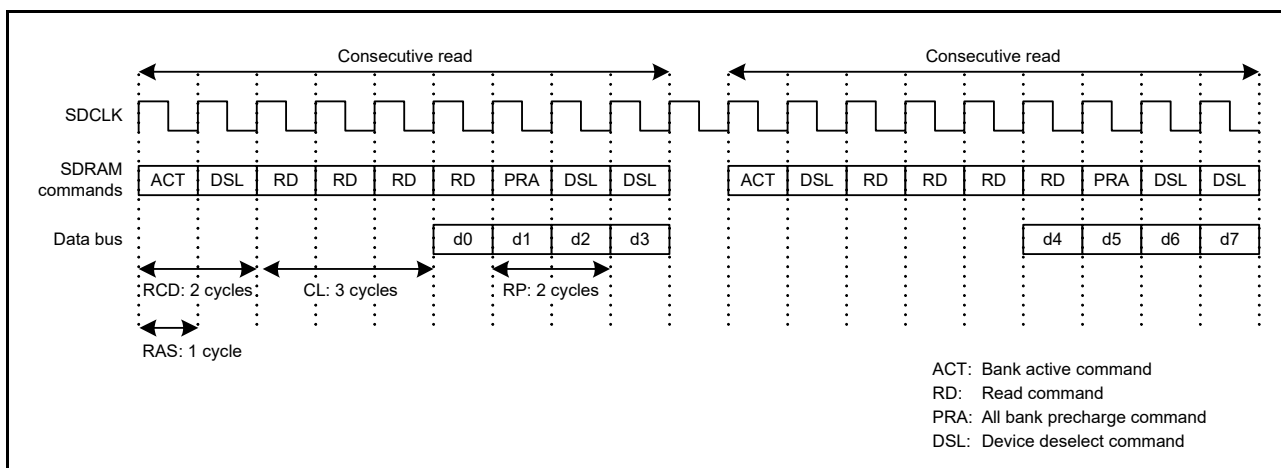 Consecutive read Consecutive read
SDCLK
SDRAM
commands
ACT DSL RD RD RD RD PRA DSL DSL ACT DSL RD RD RD RD PRA DSL DSL
Data bus d0 d1 d2 d3 d4 d5 d6 d7
RCD: 2 cycles CL: 3 cycles RP: 2 cycles
RAS: 1 cycle
ACT: Bank active command
RD: Read command
PRA: All bank precharge command
DSL: Device deselect command